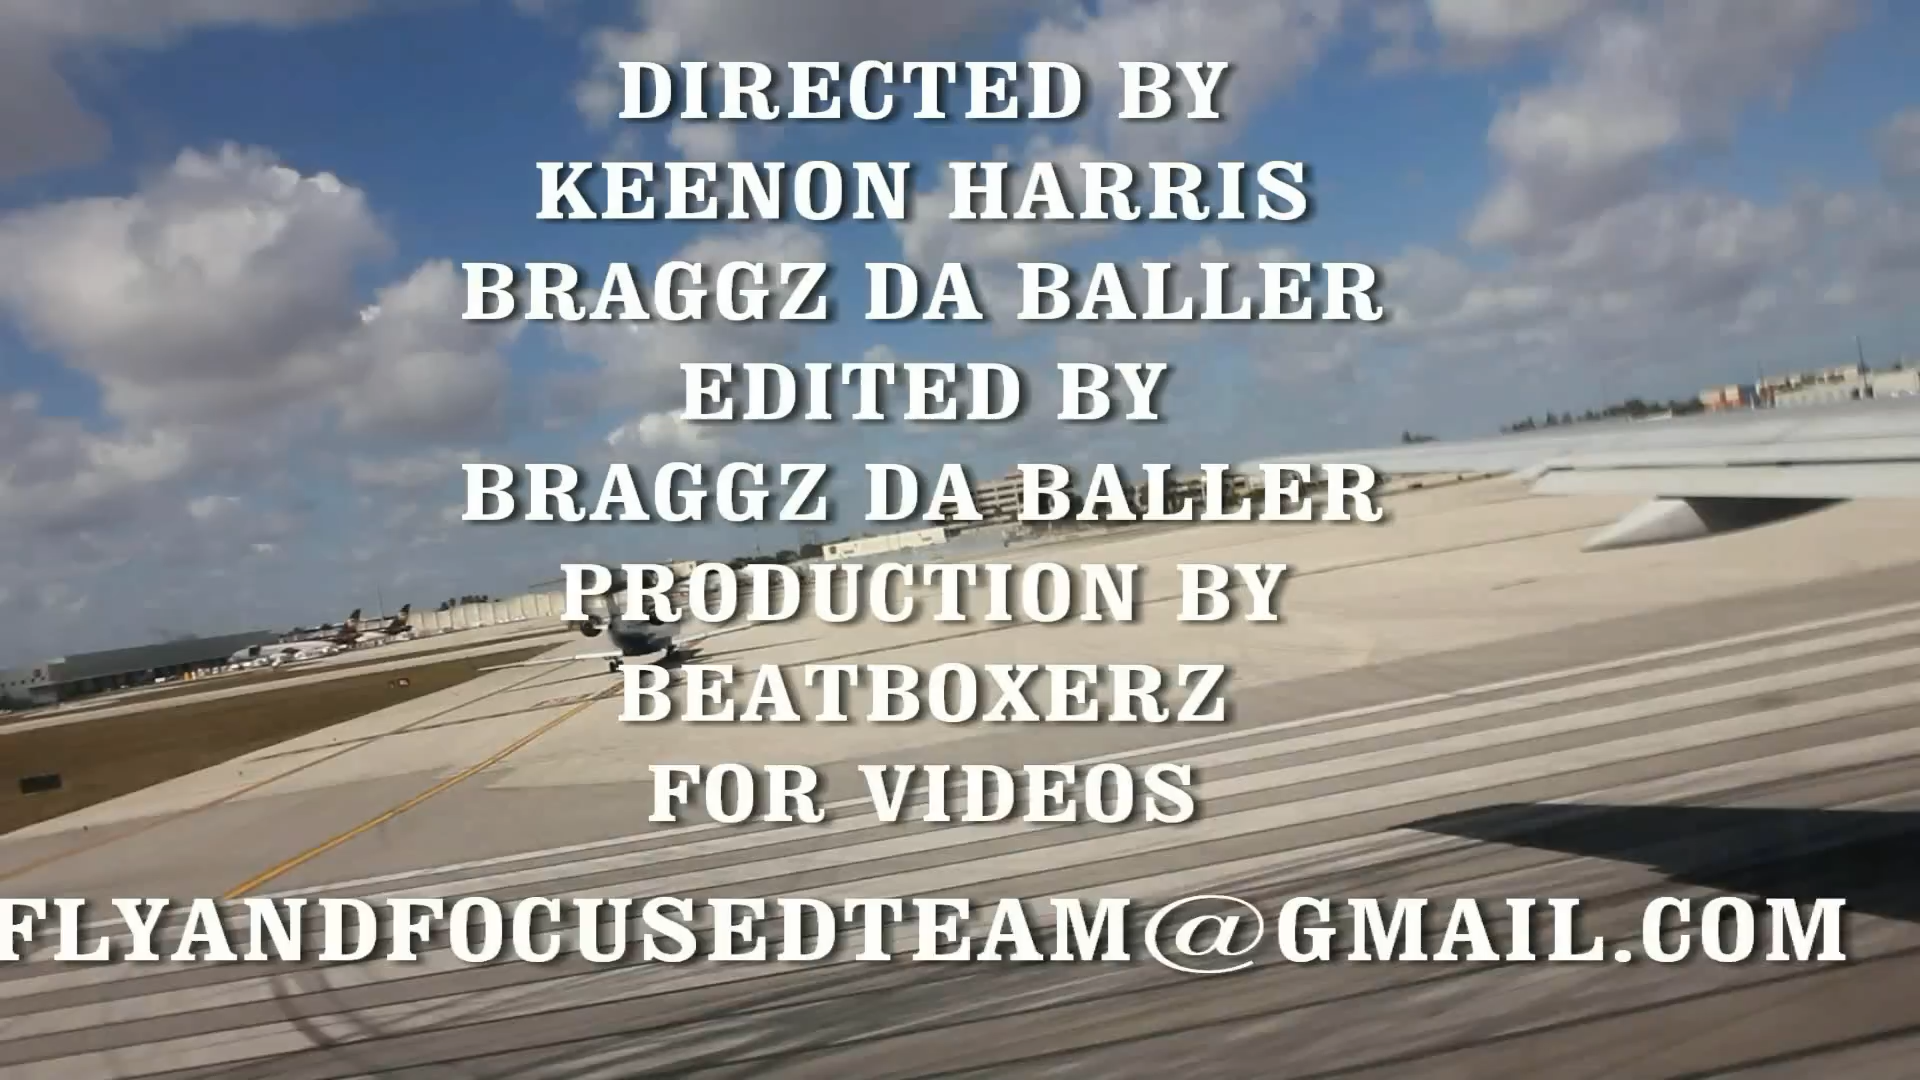 DIRECTED BY
KEENON HARRIS
BRAGGZ DA BALLER
EDITED BY
BRAGGZ DA BALLER
PRODUCTION BY
BEATBOXERZ
FOR VIDEOS
FLYANDFOCUSEDTEAM@GMAIL.COM